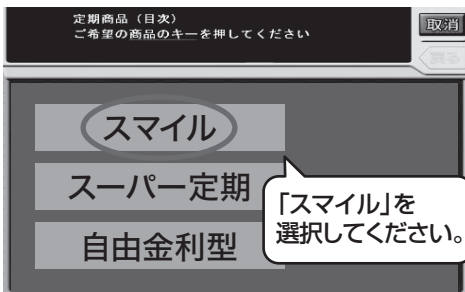 定期商品（目次）
ご希望の商品のキーを押してください
取消
戻る
スマイル
スーパー定期
自由金利型
「スマイル」を
選択してください。